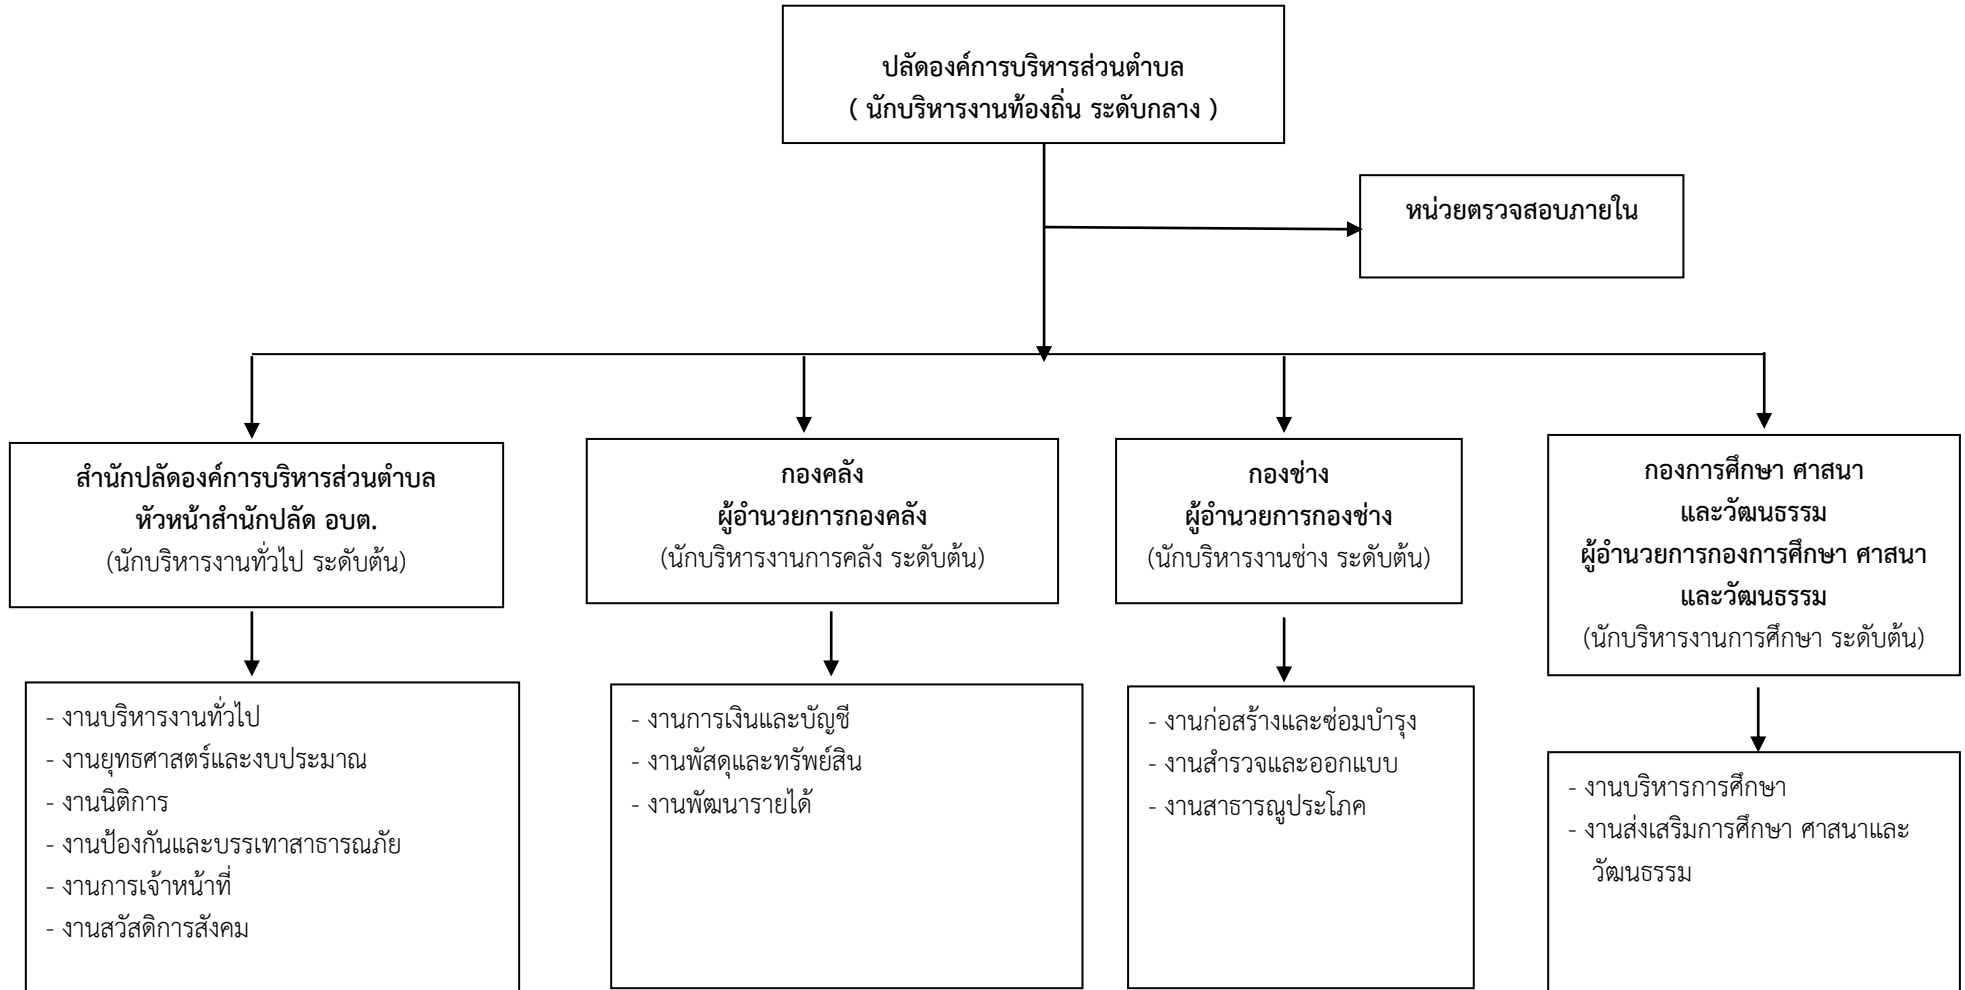 ปลัดองค์การบริหารส่วนตำบล
( นักบริหารงานท้องถิ่น ระดับกลาง )
หน่วยตรวจสอบภายใน
สำนักปลัดองค์การบริหารส่วนตำบล
หัวหน้าสำนักปลัด อบต.
(นักบริหารงานทั่วไป ระดับต้น)
กองคลัง
ผู้อำนวยการกองคลัง
(นักบริหารงานการคลัง ระดับต้น)
กองช่าง
ผู้อำนวยการกองช่าง
(นักบริหารงานช่าง ระดับต้น)
กองการศึกษา ศาสนา
และวัฒนธรรม
ผู้อำนวยการกองการศึกษา ศาสนา
และวัฒนธรรม
(นักบริหารงานการศึกษา ระดับต้น)
- งานบริหารงานทั่วไป
- งานยุทธศาสตร์และงบประมาณ
- งานนิติการ
- งานป้องกันและบรรเทาสาธารณภัย
- งานการเจ้าหน้าที่
- งานสวัสดิการสังคม
- งานการเงินและบัญชี
- งานพัสดุและทรัพย์สิน
- งานพัฒนารายได้
- งานก่อสร้างและซ่อมบำรุง
- งานสำรวจและออกแบบ
- งานสาธารณูประโภค
- งานบริหารการศึกษา
- งานส่งเสริมการศึกษา ศาสนาและ
วัฒนธรรม